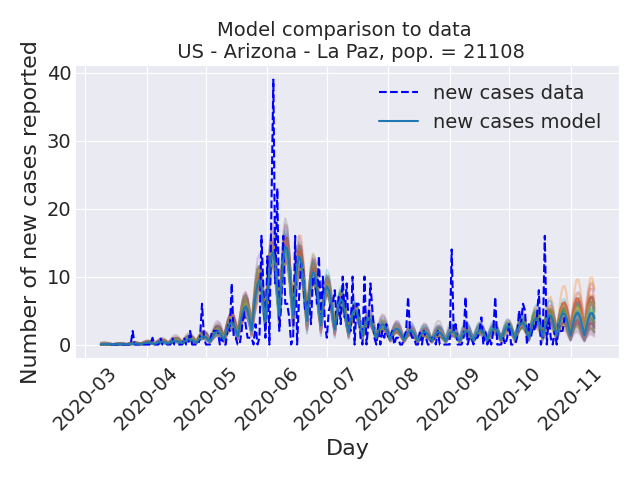 Model comparison to data
US - Arizona - La Paz, pop. = 21108
Number of new cases reported
40
30
20
10
0
new cases data
new cases model
2020-03
2020-04
2020-05
2020-06
2020-07
2020-08
2020-09
2020-10
2020-11
Day